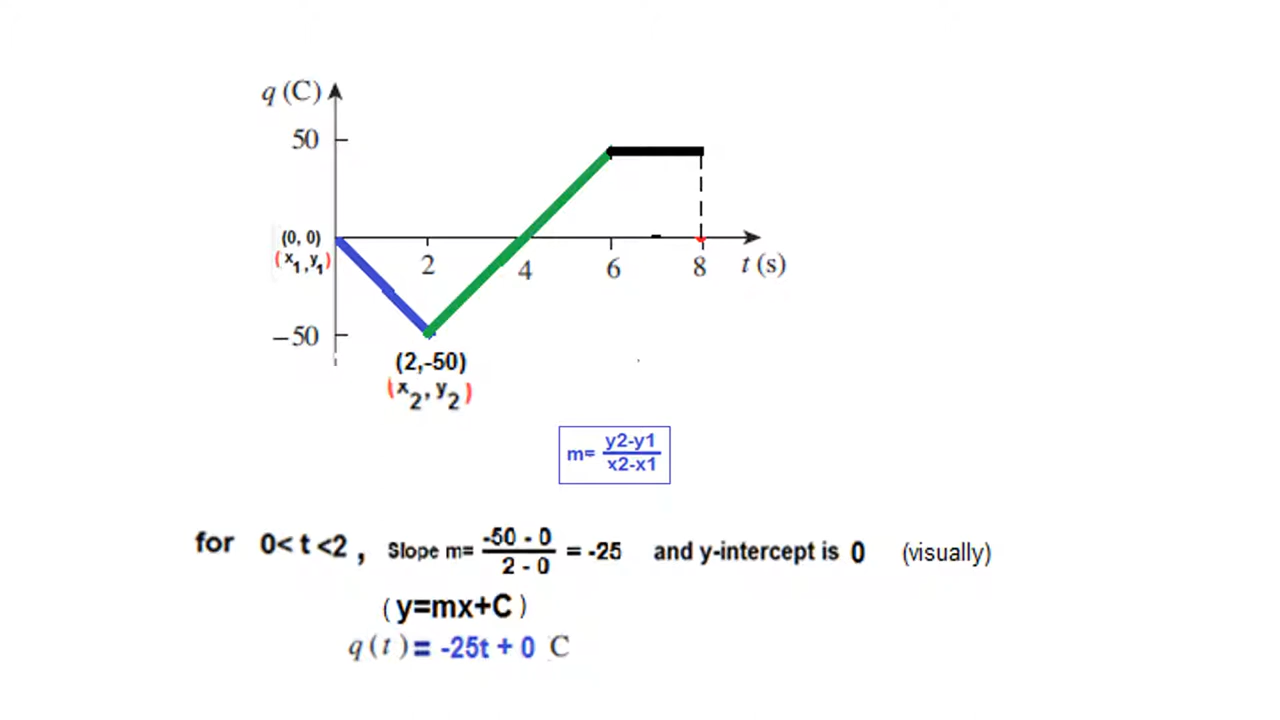 q (C)
50
(0, 0)
(x1,y1)
2 4 6 8 t (s)
−50
(2,-50)
(x2, y2)
m= y2-y1 / x2-x1
for 0< t <2 , Slope m= -50 - 0 / 2 - 0 = -25 and y-intercept is 0 (visually)
( y=mx+C )
q(t) = -25t + 0 C